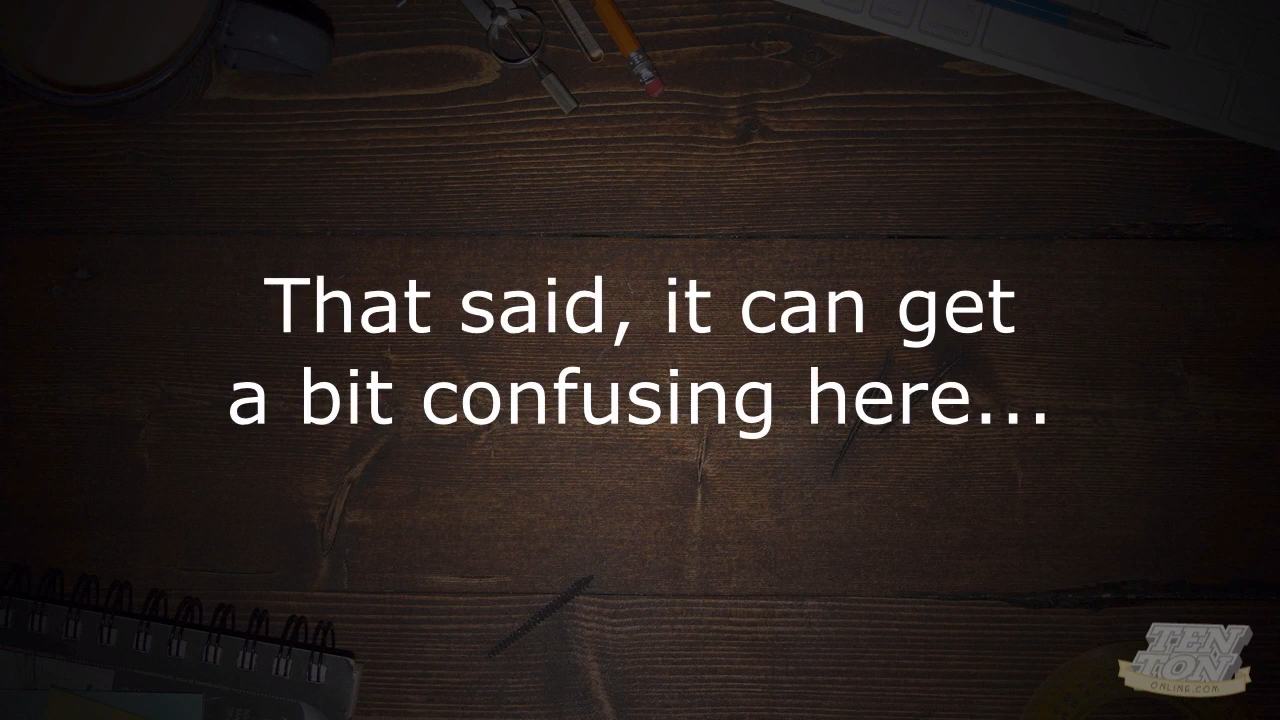 That said, it can get
a bit confusing here...
TEN
TON
ONLINE.COM